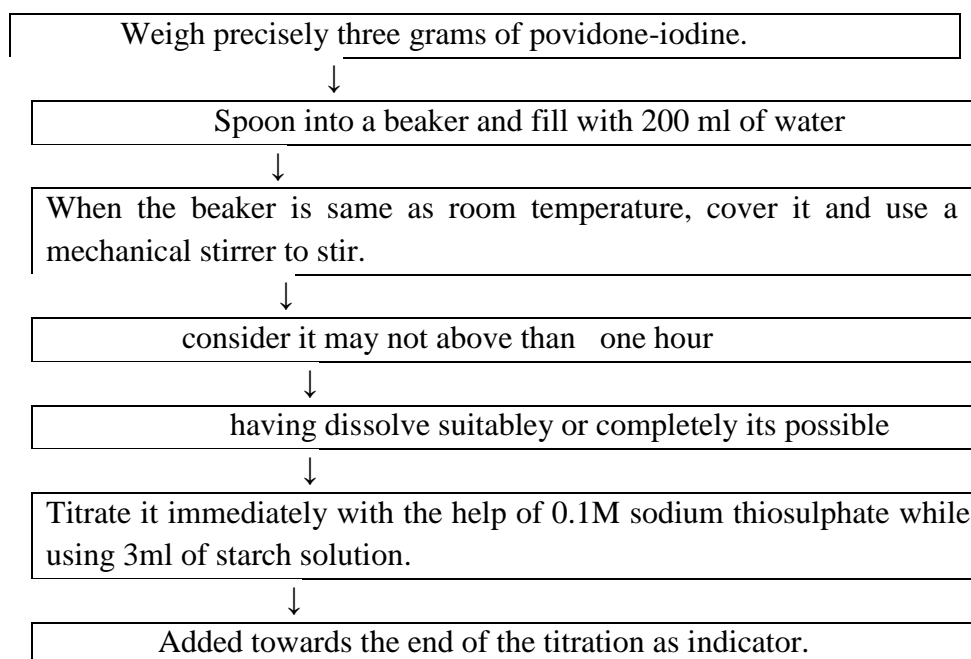 Weigh precisely three grams of povidone-iodine.
↓
Spoon into a beaker and fill with 200 ml of water
↓
When the beaker is same as room temperature, cover it and use a
mechanical stirrer to stir.
↓
consider it may not above than one hour
↓
having dissolve suitabley or completely its possible
↓
Titrate it immediately with the help of 0.1M sodium thiosulphate while
using 3ml of starch solution.
↓
Added towards the end of the titration as indicator.